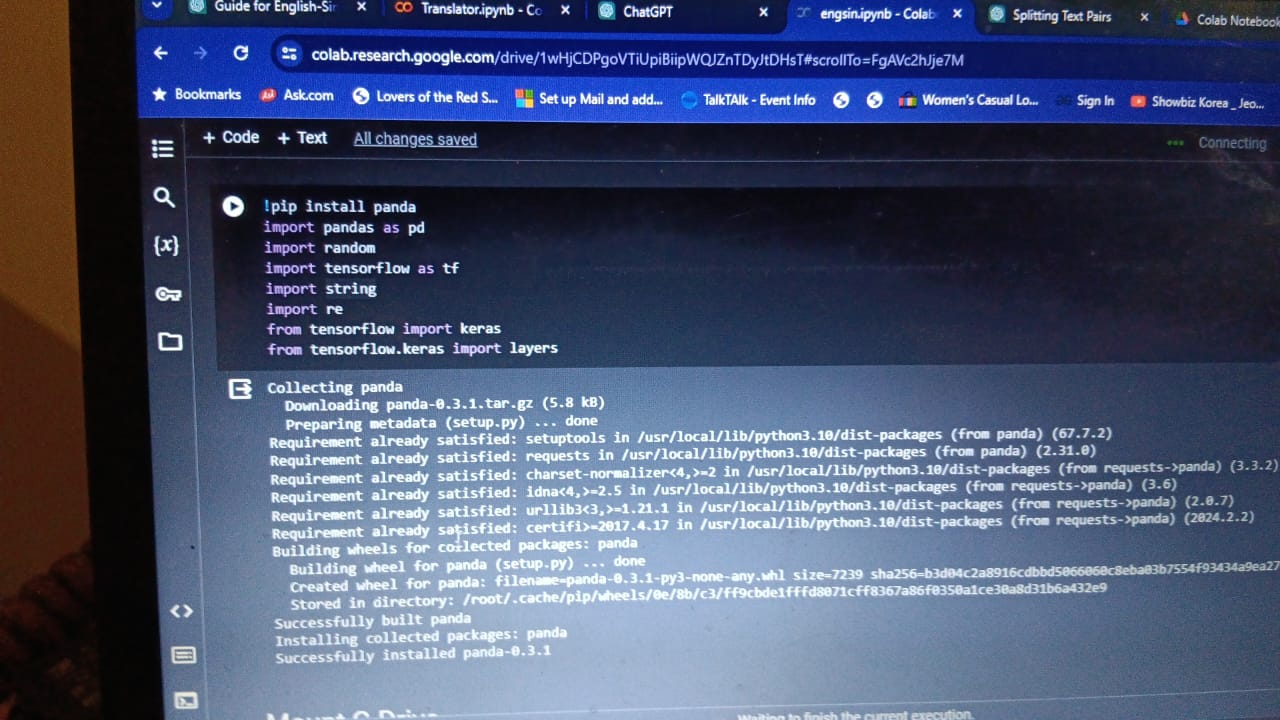 Guide for English-Sin
Translator.ipynb - Co
ChatGPT
engsin.ipynb - Colab
Splitting Text Pairs
Colab Notebook
colab.research.google.com/drive/1wHjCDPgoVTiUpiBiipWQJZnTDyJtDHsT#scrollTo=FgAVc2hJje7M
Bookmarks
Ask.com
Lovers of the Red S...
Set up Mail and add...
TalkTAlk - Event Info
Women's Casual Lo...
Sign In
Showbiz Korea _ Jeo...
+ Code + Text All changes saved
Connecting
!pip install panda
import pandas as pd
import random
import tensorflow as tf
import string
import re
from tensorflow import keras
from tensorflow.keras import layers
Collecting panda
Downloading panda-0.3.1.tar.gz (5.8 kB)
Preparing metadata (setup.py) ... done
Requirement already satisfied: setuptools in /usr/local/lib/python3.10/dist-packages (from panda) (67.7.2)
Requirement already satisfied: requests in /usr/local/lib/python3.10/dist-packages (from panda) (2.31.0)
Requirement already satisfied: charset-normalizer<4,>=2 in /usr/local/lib/python3.10/dist-packages (from requests->panda) (3.3.2)
Requirement already satisfied: idna<4,>=2.5 in /usr/local/lib/python3.10/dist-packages (from requests->panda) (3.6)
Requirement already satisfied: urllib3<3,>=1.21.1 in /usr/local/lib/python3.10/dist-packages (from requests->panda) (2.0.7)
Requirement already satisfied: certifi>=2017.4.17 in /usr/local/lib/python3.10/dist-packages (from requests->panda) (2024.2.2)
Building wheels for collected packages: panda
Building wheel for panda (setup.py) ... done
Created wheel for panda: filename=panda-0.3.1-py3-none-any.whl size=7239 sha256=b3d04c2a8916cdbbd5066060c8eba03b7554f93434a9ea27
Stored in directory: /root/.cache/pip/wheels/0e/8b/c3/ff9cbde1fffd8071cff8367a86f0350a1ce30a8d31b6a432e9
Successfully built panda
Installing collected packages: panda
Successfully installed panda-0.3.1
Mount G Drive
Waiting to finish the current execution.